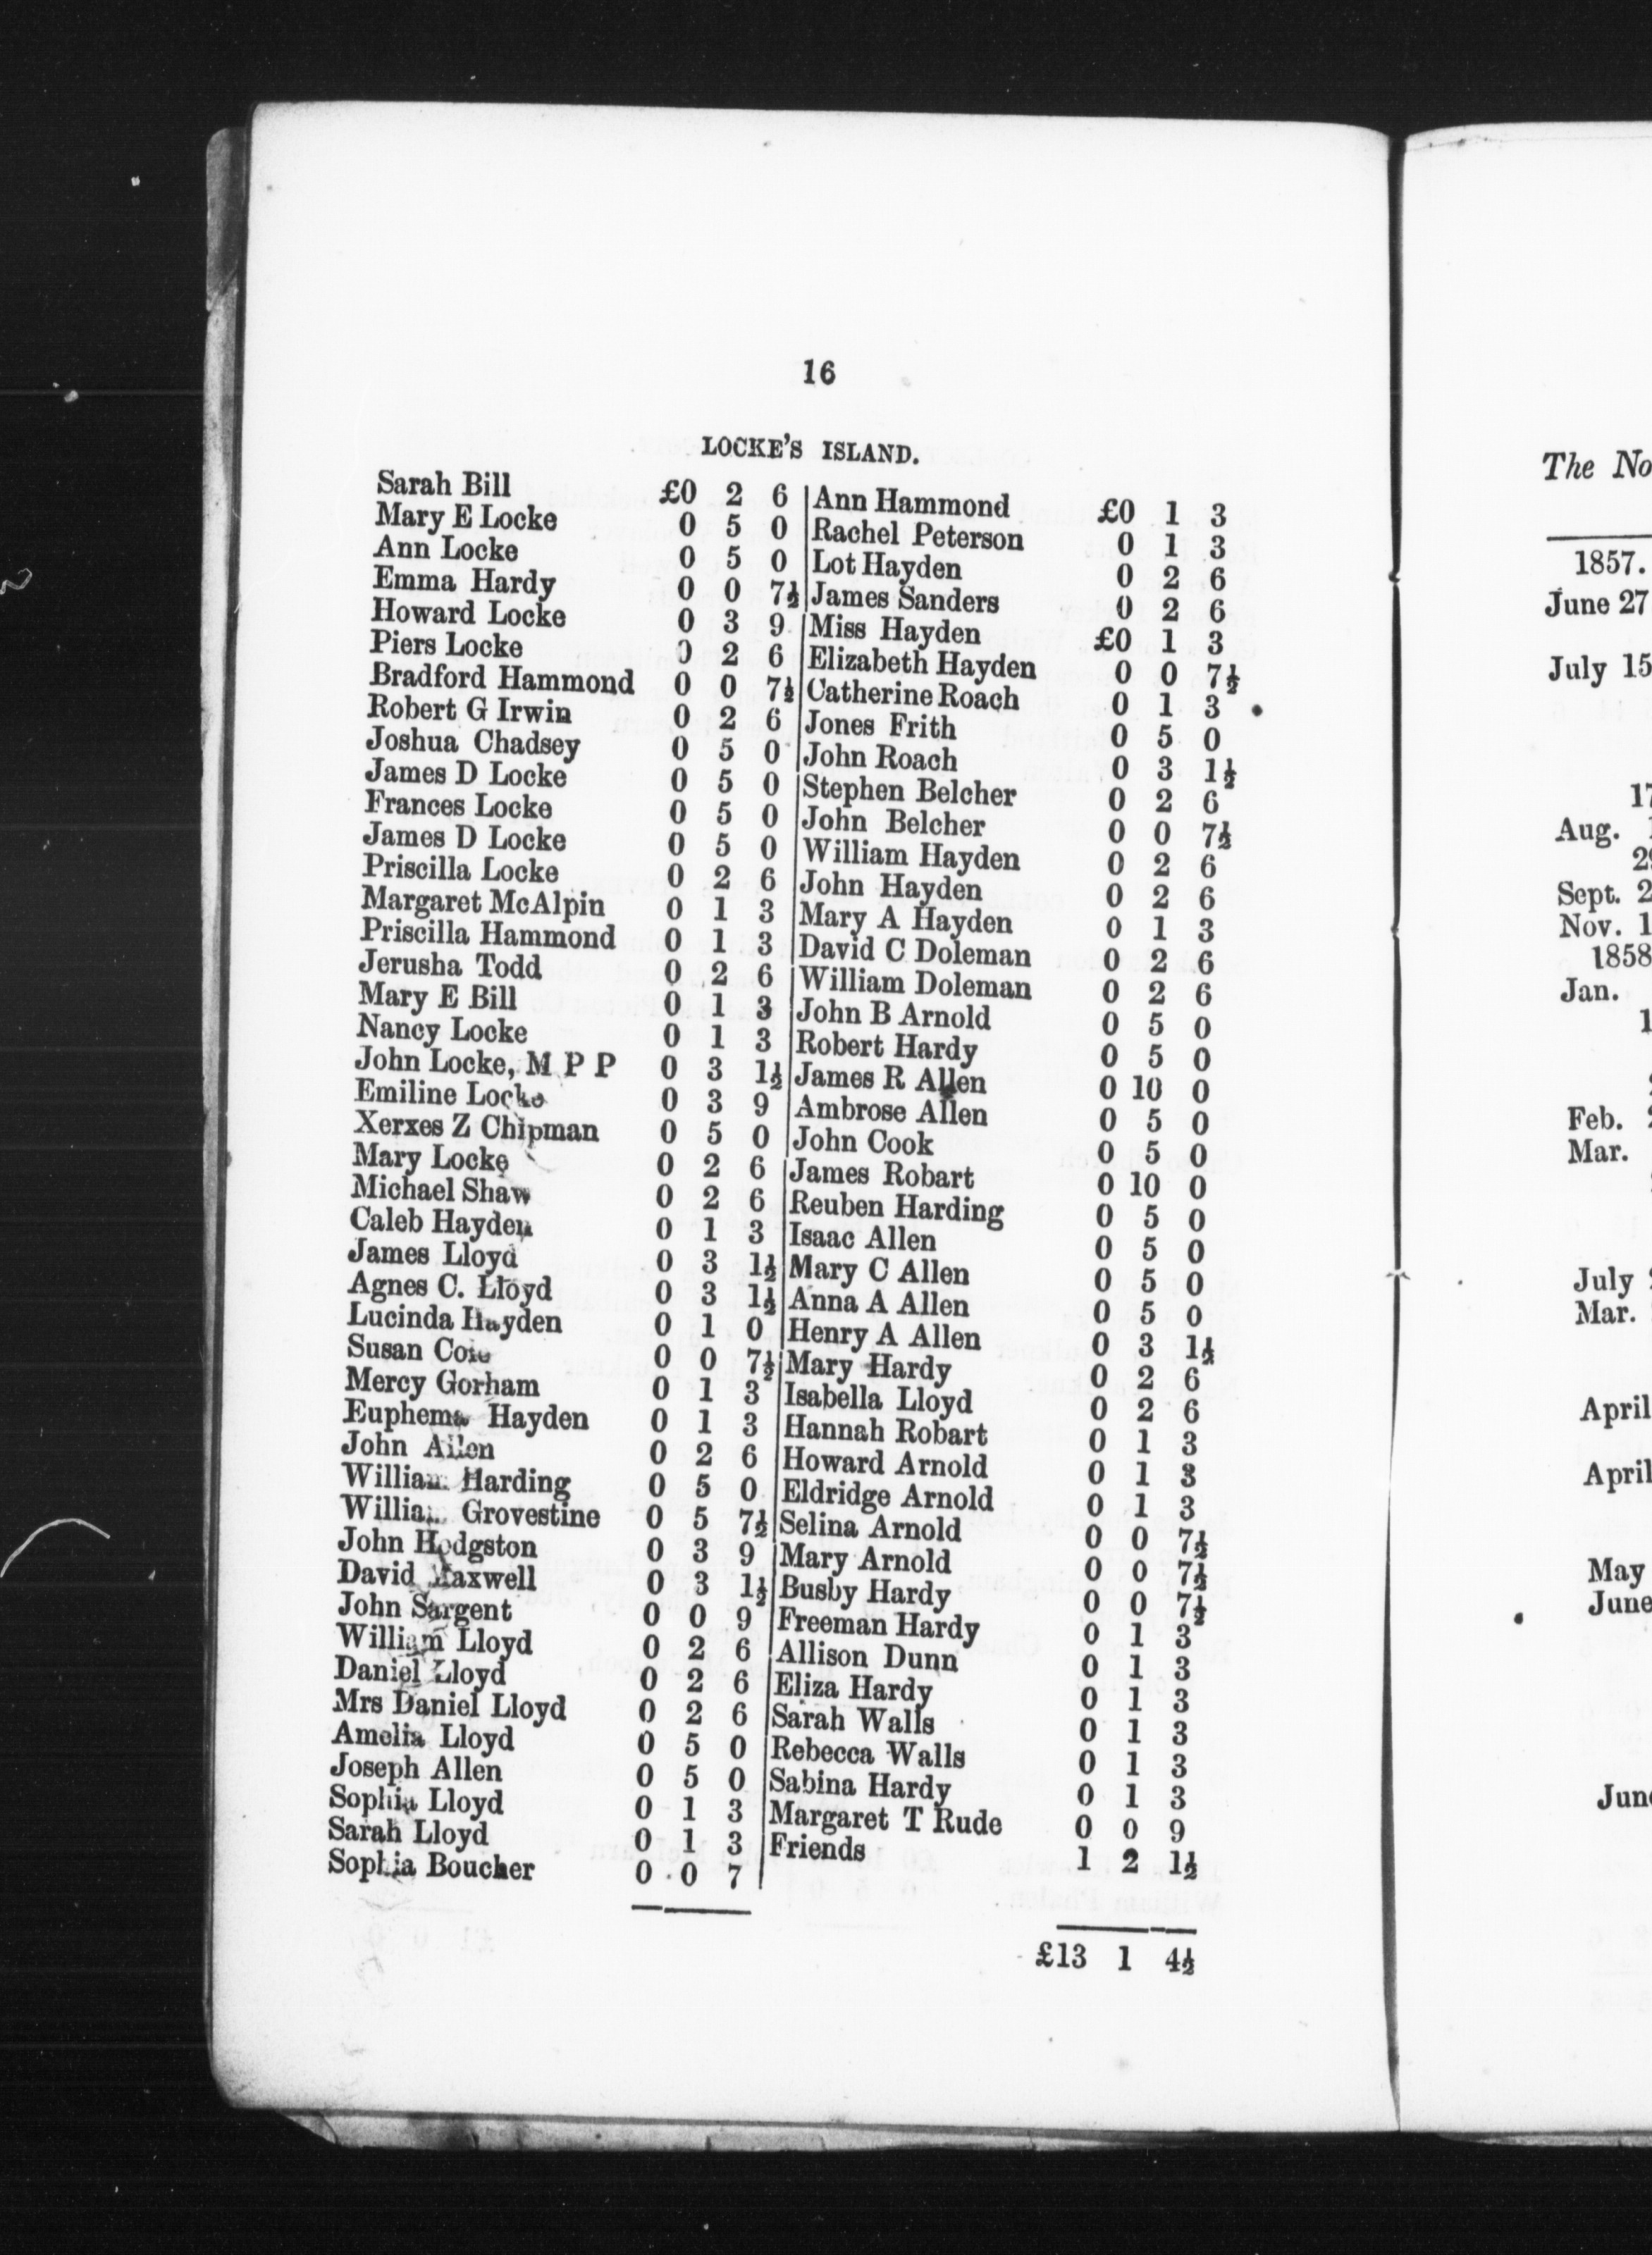 16
LOCKE'S ISLAND.
Sarah Bill £0 2 6
Mary E Locke 0 5 0
Ann Locke 0 5 0
Emma Hardy 0 0 7½
Howard Locke 0 3 9
Piers Locke 0 2 6
Bradford Hammond 0 0 7½
Robert G Irwin 0 2 6
Joshua Chadsey 0 5 0
James D Locke 0 5 0
Frances Locke 0 5 0
James D Locke 0 5 0
Priscilla Locke 0 2 6
Margaret McAlpin 0 1 3
Priscilla Hammond 0 1 3
Jerusha Todd 0 2 6
Mary E Bill 0 1 3
Nancy Locke 0 1 3
John Locke, M P P 0 3 1½
Emiline Locke 0 3 9
Xerxes Z Chipman 0 5 0
Mary Locke 0 2 6
Michael Shaw 0 2 6
Caleb Hayden 0 1 3
James Lloyd 0 3 1½
Agnes C. Lloyd 0 3 1½
Lucinda Hayden 0 1 0
Susan 0 0 7½
Mercy Gorham 0 1 3
Euphema Hayden 0 1 3
John Allen 0 2 6
William Harding 0 5 0
William Grovestine 0 5 7½
John Hodgston 0 3 9
David Maxwell 0 3 1½
John Sargent 0 0 9
William Lloyd 0 2 6
Daniel Lloyd 0 2 6
Mrs Daniel Lloyd 0 2 6
Amelia Lloyd 0 5 0
Joseph Allen 0 5 0
Sophia Lloyd 0 1 3
Sarah Lloyd 0 1 3
Sophia Boucher 0 0 7
Ann Hammond £0 1 3
Rachel Peterson 0 1 3
Lot Hayden 0 2 6
James Sanders 0 2 6
Miss Hayden £0 1 3
Elizabeth Hayden 0 0 7½
Catherine Roach 0 1 3
Jones Frith 0 5 0
John Roach 0 3 1½
Stephen Belcher 0 2 6
John Belcher 0 0 7½
William Hayden 0 2 6
John Hayden 0 2 6
Mary A Hayden 0 1 3
David C Doleman 0 2 6
William Doleman 0 2 6
John B Arnold 0 5 0
Robert Hardy 0 5 0
James R Allen 0 10 0
Ambrose Allen 0 5 0
John Cook 0 5 0
James Robart 0 10 0
Reuben Harding 0 5 0
Isaac Allen 0 5 0
Mary C Allen 0 5 0
Anna A Allen 0 5 0
Henry A Allen 0 3 1½
Mary Hardy 0 2 6
Isabella Lloyd 0 2 6
Hannah Robart 0 1 3
Howard Arnold 0 1 3
Eldridge Arnold 0 1 3
Selina Arnold 0 0 7½
Mary Arnold 0 0 7½
Busby Hardy 0 0 7½
Freeman Hardy 0 1 3
Allison Dunn 0 1 3
Eliza Hardy 0 1 3
Sarah Walls 0 1 3
Rebecca Walls 0 1 3
Sabina Hardy 0 1 3
Margaret T Rude 0 0 9
Friends 1 2 1½
£13 1 4½
The No
1857.
June 27
July 15
17
Aug.
Sept. 2
Nov. 1
1858
Jan.
Feb.
Mar.
July
Mar.
April
April
May
June